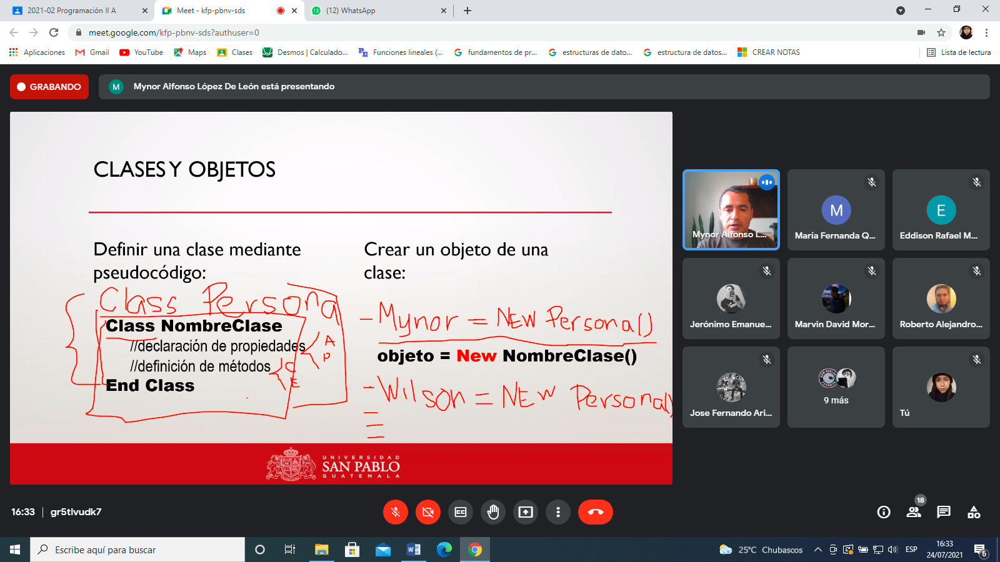 2021-02 Programación II A
Meet - kfp-pbnv-sds
(12) WhatsApp
meet.google.com/kfp-pbnv-sds?authuser=0
Aplicaciones
Gmail
YouTube
Maps
Clases
Desmos | Calculado...
Funciones lineales (...
fundamentos de pr...
estructuras de dato...
estructura de datos...
CREAR NOTAS
Lista de lectura
GRABANDO
M
Mynor Alfonso López De León está presentando
CLASES Y OBJETOS
Definir una clase mediante
pseudocódigo:
Class Persona
Class NombreClase
//declaración de propiedades
//definición de métodos
End Class
A
P
C
E
Crear un objeto de una
clase:
- Mynor = NEW Persona()
objeto = New NombreClase()
- Wilson = NEW Persona()
UNIVERSIDAD
SAN PABLO
GUATEMALA
Mynor Alfonso L...
M
María Fernanda Q...
E
Eddison Rafael M...
Jerónimo Emanue...
Marvin David Mor...
Roberto Alejandro...
Jose Fernando Ari...
9 más
Tú
16:33 | gr5tlvudk7
18
Escribe aquí para buscar
25°C Chubascos
ESP
16:33
24/07/2021
6